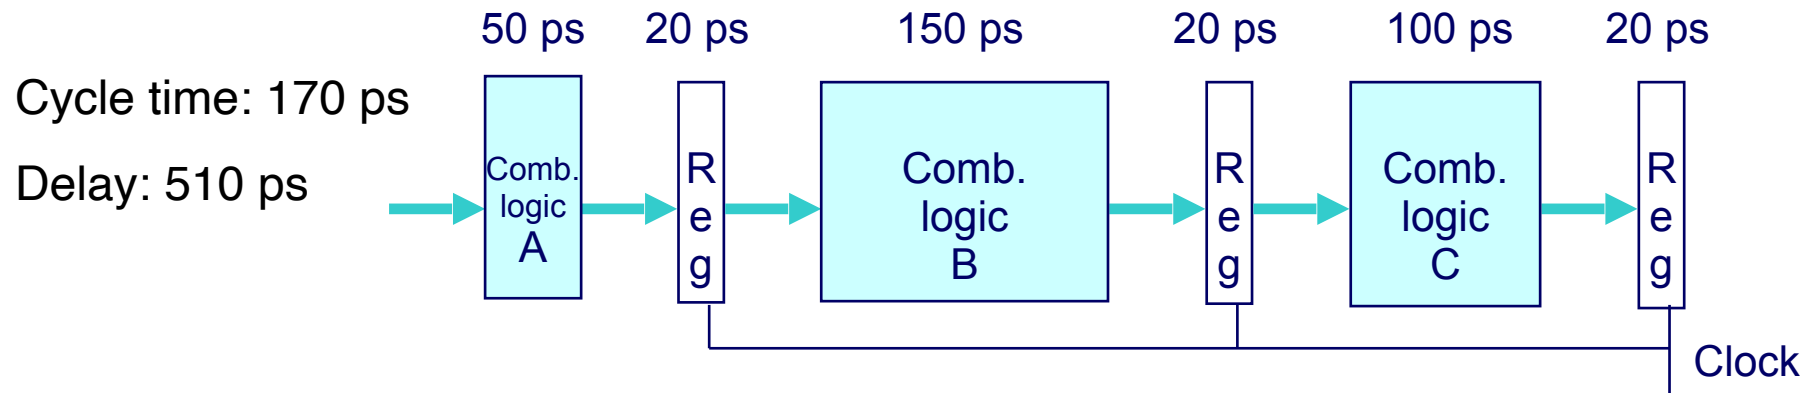 50 ps 20 ps 150 ps 20 ps 100 ps 20 ps
Cycle time: 170 ps
Delay: 510 ps
Comb.
logic
A
R
e
g
Comb.
logic
B
R
e
g
Comb.
logic
C
R
e
g
Clock